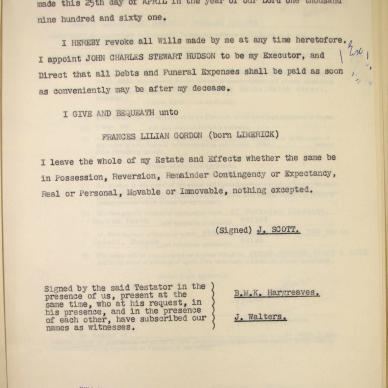 made this 25th day of APRIL in the year of our Lord one thousand
nine hundred and sixty one.
I HEREBY revoke all Wills made by me at any time heretofore.
I appoint JOHN CHARLES STEWART HUDSON to be my Executor, and
Direct that all Debts and Funeral Expenses shall be paid as soon
as conveniently may be after my decease.
I GIVE AND BEQUEATH unto
FRANCES LILIAN GORDON (born LIMERICK)
I leave the whole of my Estate and Effects whether the same be
in Possession, Reversion, Remainder Contingency or Expectancy,
Real or Personal, Movable or Immovable, nothing excepted.
(Signed) J. SCOTT.
Signed by the said Testator in the
presence of us, present at the
same time, who at his request, in
his presence, and in the presence
of each other, have subscribed our
names as witnesses.
B.M.K. Hargreaves.
J. Walters.